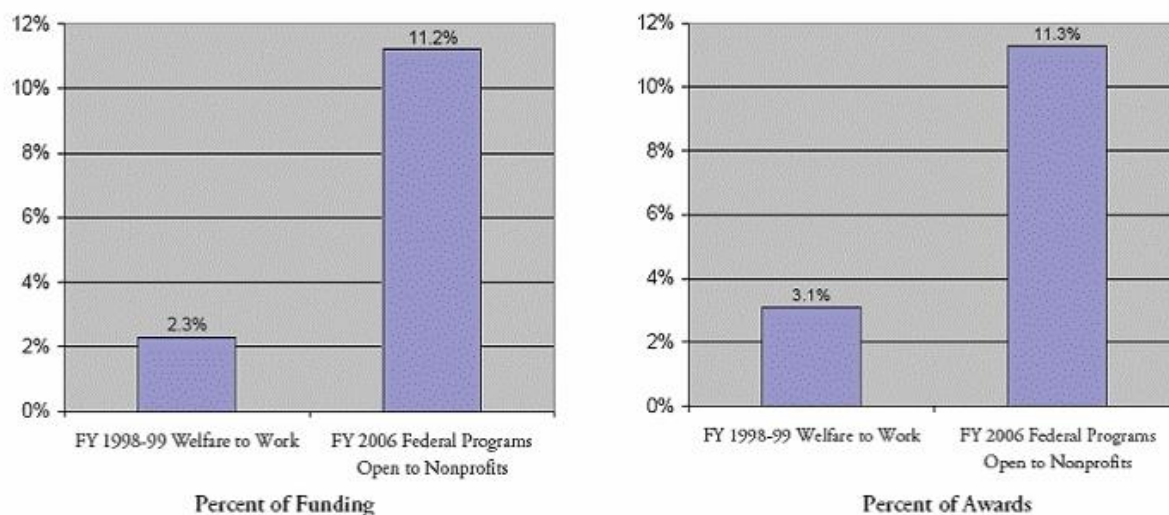 12%
10%
8%
6%
4%
2%
0%
11.2%
2.3%
FY 1998-99 Welfare to Work
FY 2006 Federal Programs
Open to Nonprofits
Percent of Funding
12%
10%
8%
6%
4%
2%
0%
11.3%
3.1%
FY 1998-99 Welfare to Work
FY 2006 Federal Programs
Open to Nonprofits
Percent of Awards